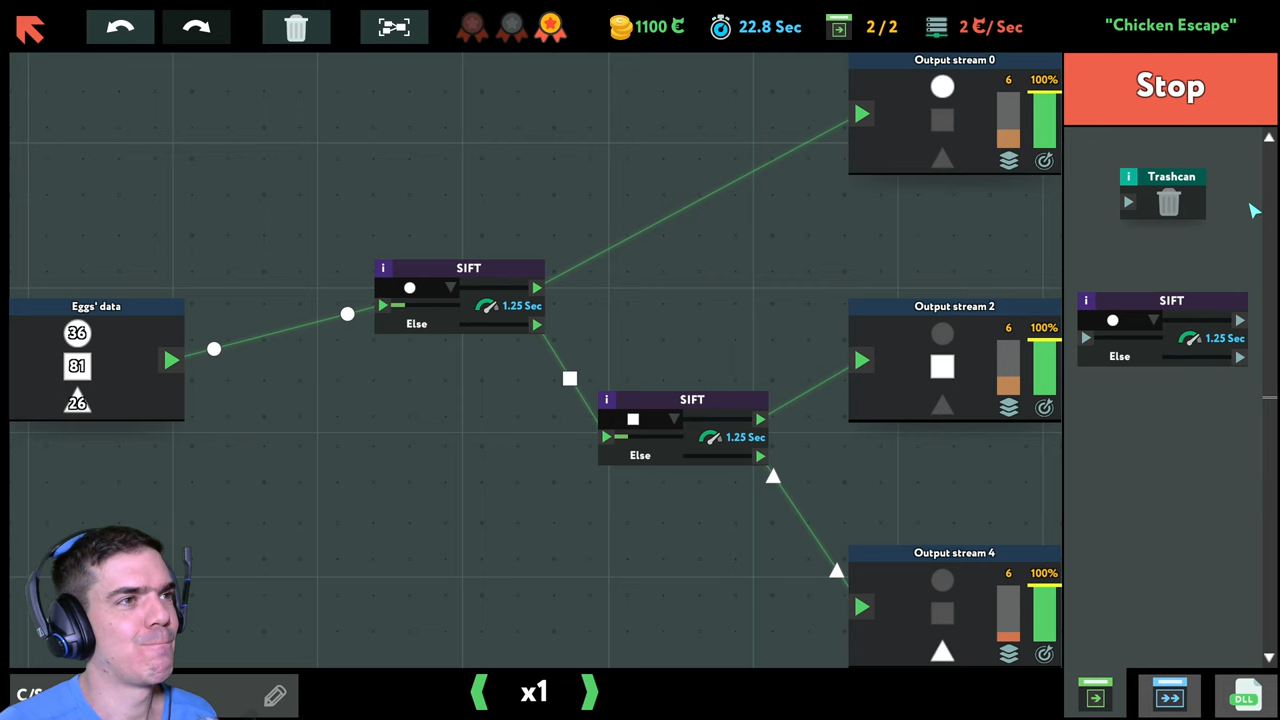 1100 €
22.8 Sec
2 / 2
2 €/Sec
"Chicken Escape"
Stop
Output stream 0
6
100%
i
Trashcan
i
SIFT
1.25 Sec
Else
Eggs' data
36
81
26
i
SIFT
1.25 Sec
Else
Output stream 2
6
100%
i
SIFT
1.25 Sec
Else
Output stream 4
6
100%
C/S
x1
DLL